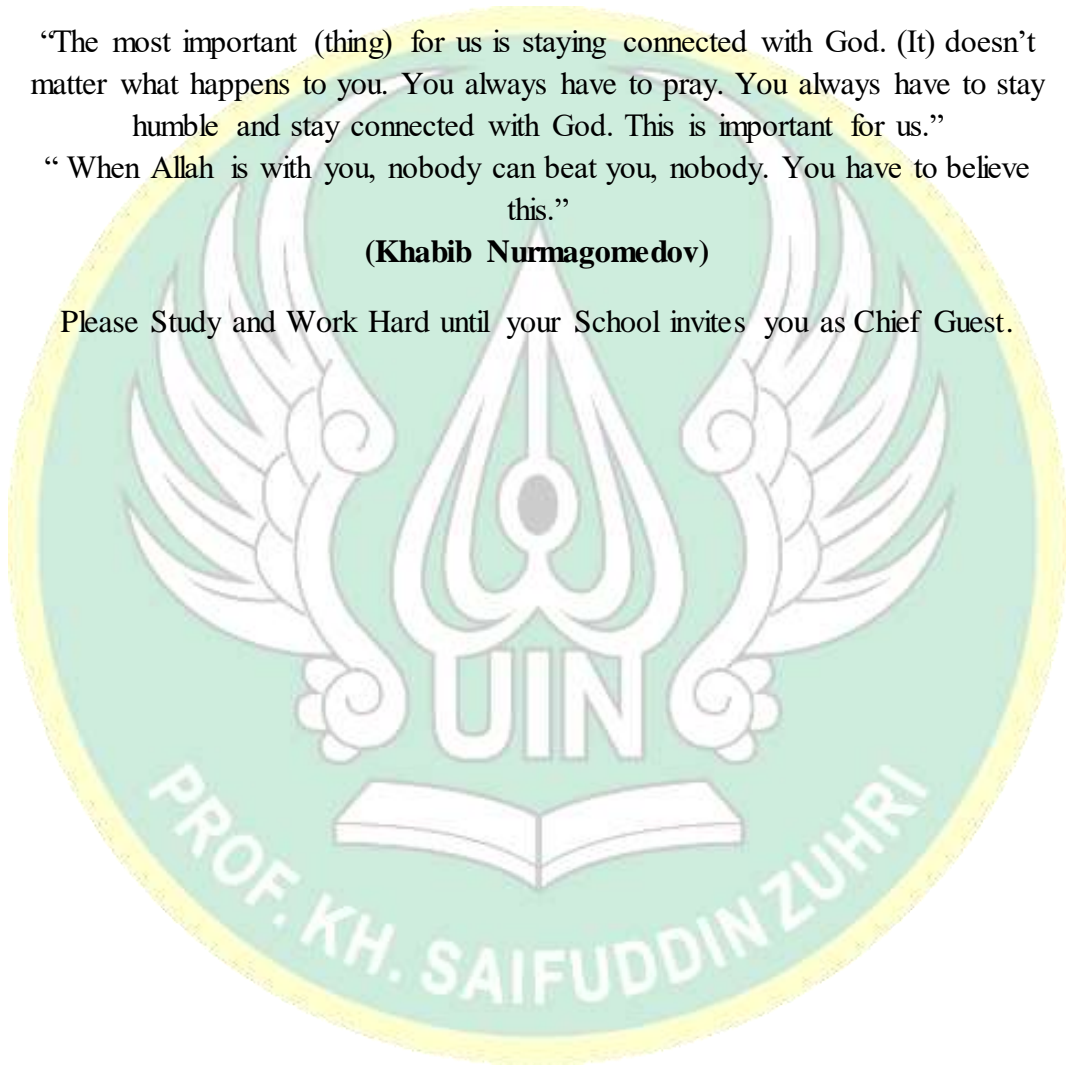 “The most important (thing) for us is staying connected with God. (It) doesn’t
matter what happens to you. You always have to pray. You always have to stay
humble and stay connected with God. This is important for us.”
“ When Allah is with you, nobody can beat you, nobody. You have to believe
this.”
(Khabib Nurmagomedov)
Please Study and Work Hard until your School invites you as Chief Guest.
UIN
PROF. KH. SAIFUDDIN ZUHRI